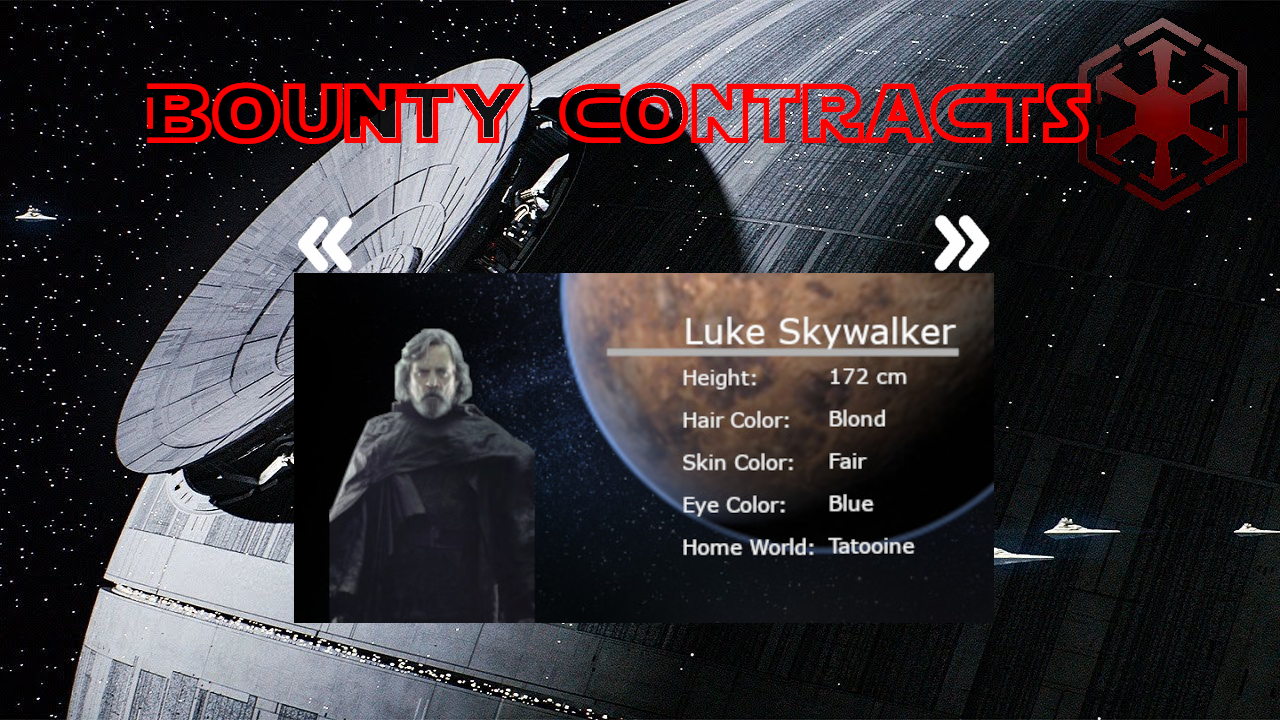 BOUNTY CONTRACTS
Luke Skywalker
Height: 172 cm
Hair Color: Blond
Skin Color: Fair
Eye Color: Blue
Home World: Tatooine